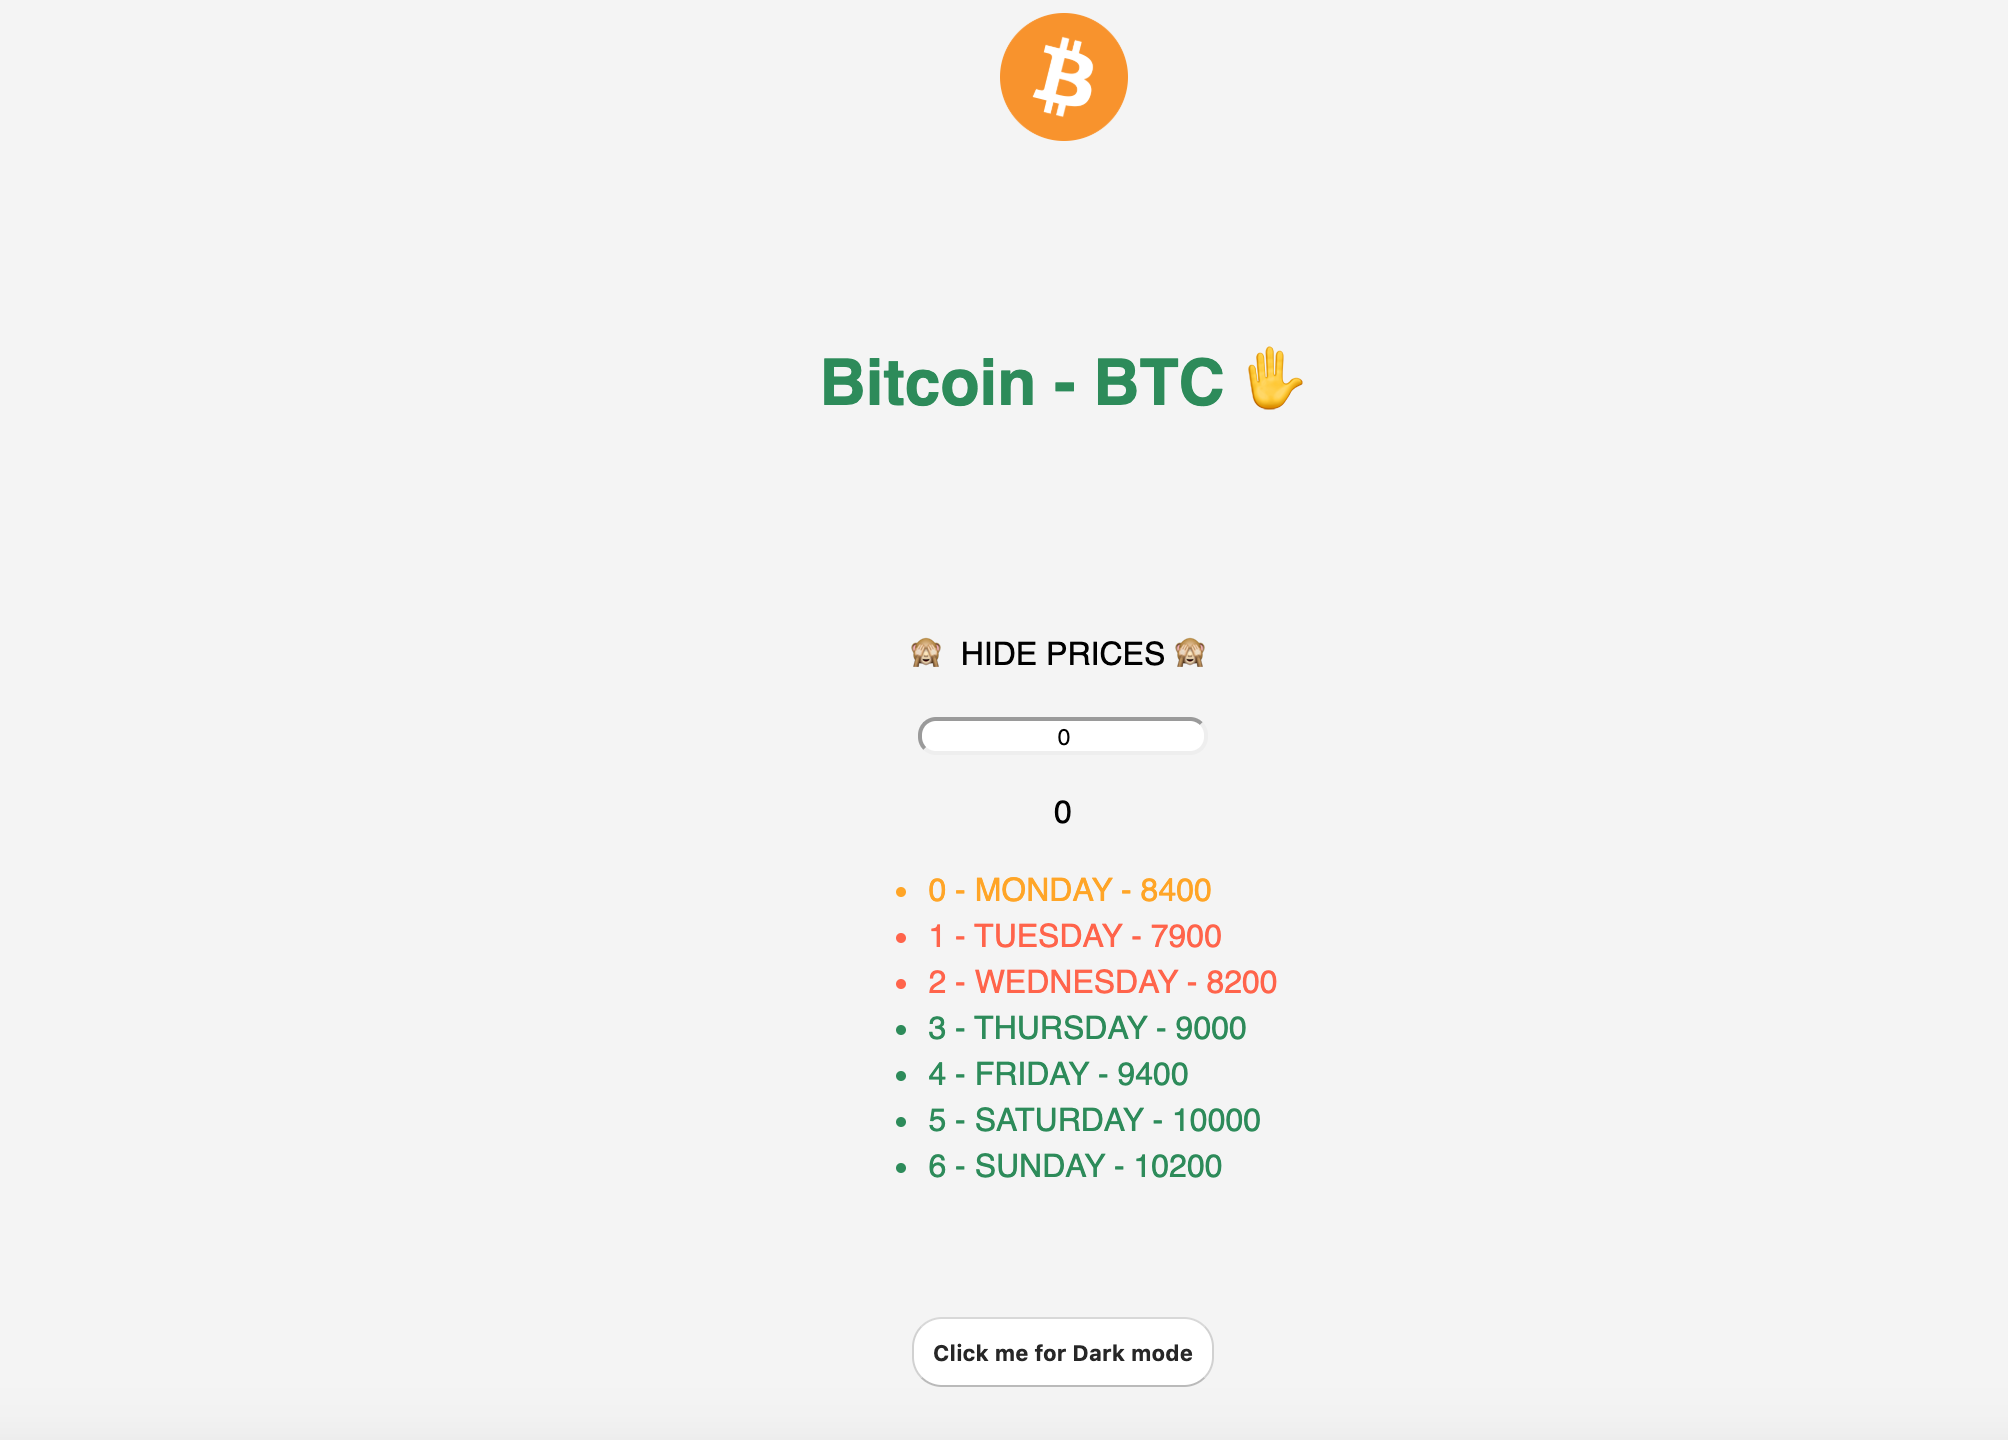 Bitcoin - BTC ✋
🙈 HIDE PRICES 🙈
0
0
• 0 - MONDAY - 8400
• 1 - TUESDAY - 7900
• 2 - WEDNESDAY - 8200
• 3 - THURSDAY - 9000
• 4 - FRIDAY - 9400
• 5 - SATURDAY - 10000
• 6 - SUNDAY - 10200
Click me for Dark mode